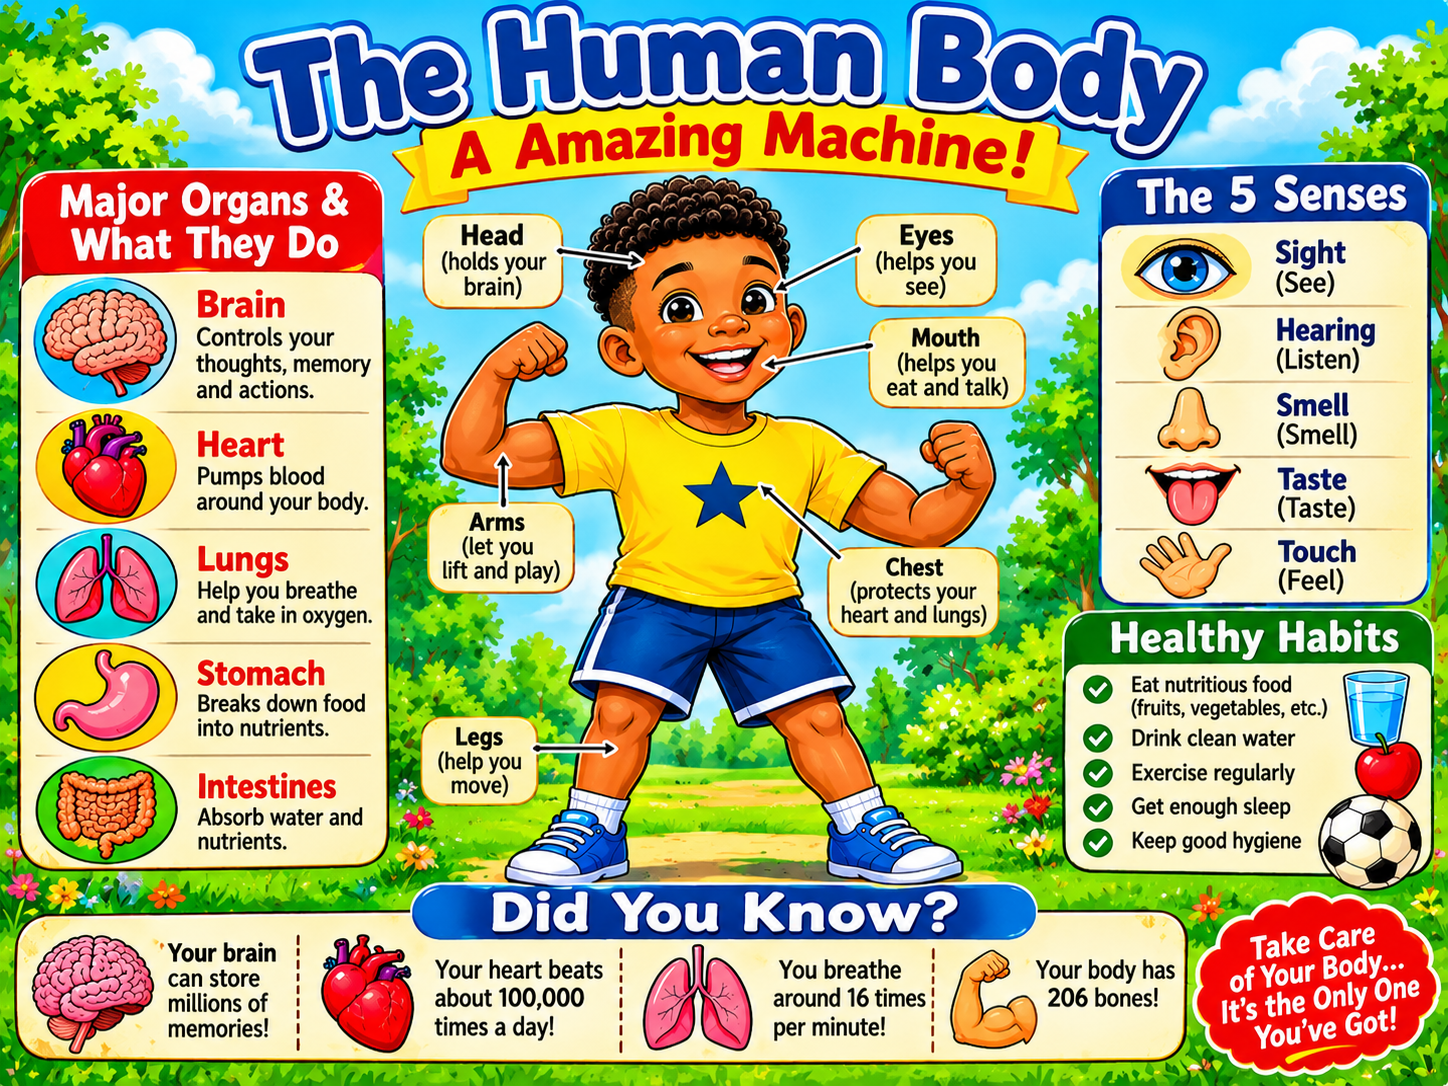 The Human Body
A Amazing Machine!
Major Organs &
What They Do
Brain
Controls your
thoughts, memory
and actions.
Heart
Pumps blood
around your body.
Lungs
Help you breathe
and take in oxygen.
Stomach
Breaks down food
into nutrients.
Intestines
Absorb water and
nutrients.
Head
(holds your
brain)
Eyes
(helps you
see)
Mouth
(helps you
eat and talk)
Arms
(let you
lift and play)
Chest
(protects your
heart and lungs)
Legs
(help you
move)
The 5 Senses
Sight
(See)
Hearing
(Listen)
Smell
(Smell)
Taste
(Taste)
Touch
(Feel)
Healthy Habits
Eat nutritious food
(fruits, vegetables, etc.)
Drink clean water
Exercise regularly
Get enough sleep
Keep good hygiene
Did You Know?
Your brain
can store
millions of
memories!
Your heart beats
about 100,000
times a day!
You breathe
around 16 times
per minute!
Your body has
206 bones!
Take Care
of Your Body...
It's the Only One
You've Got!